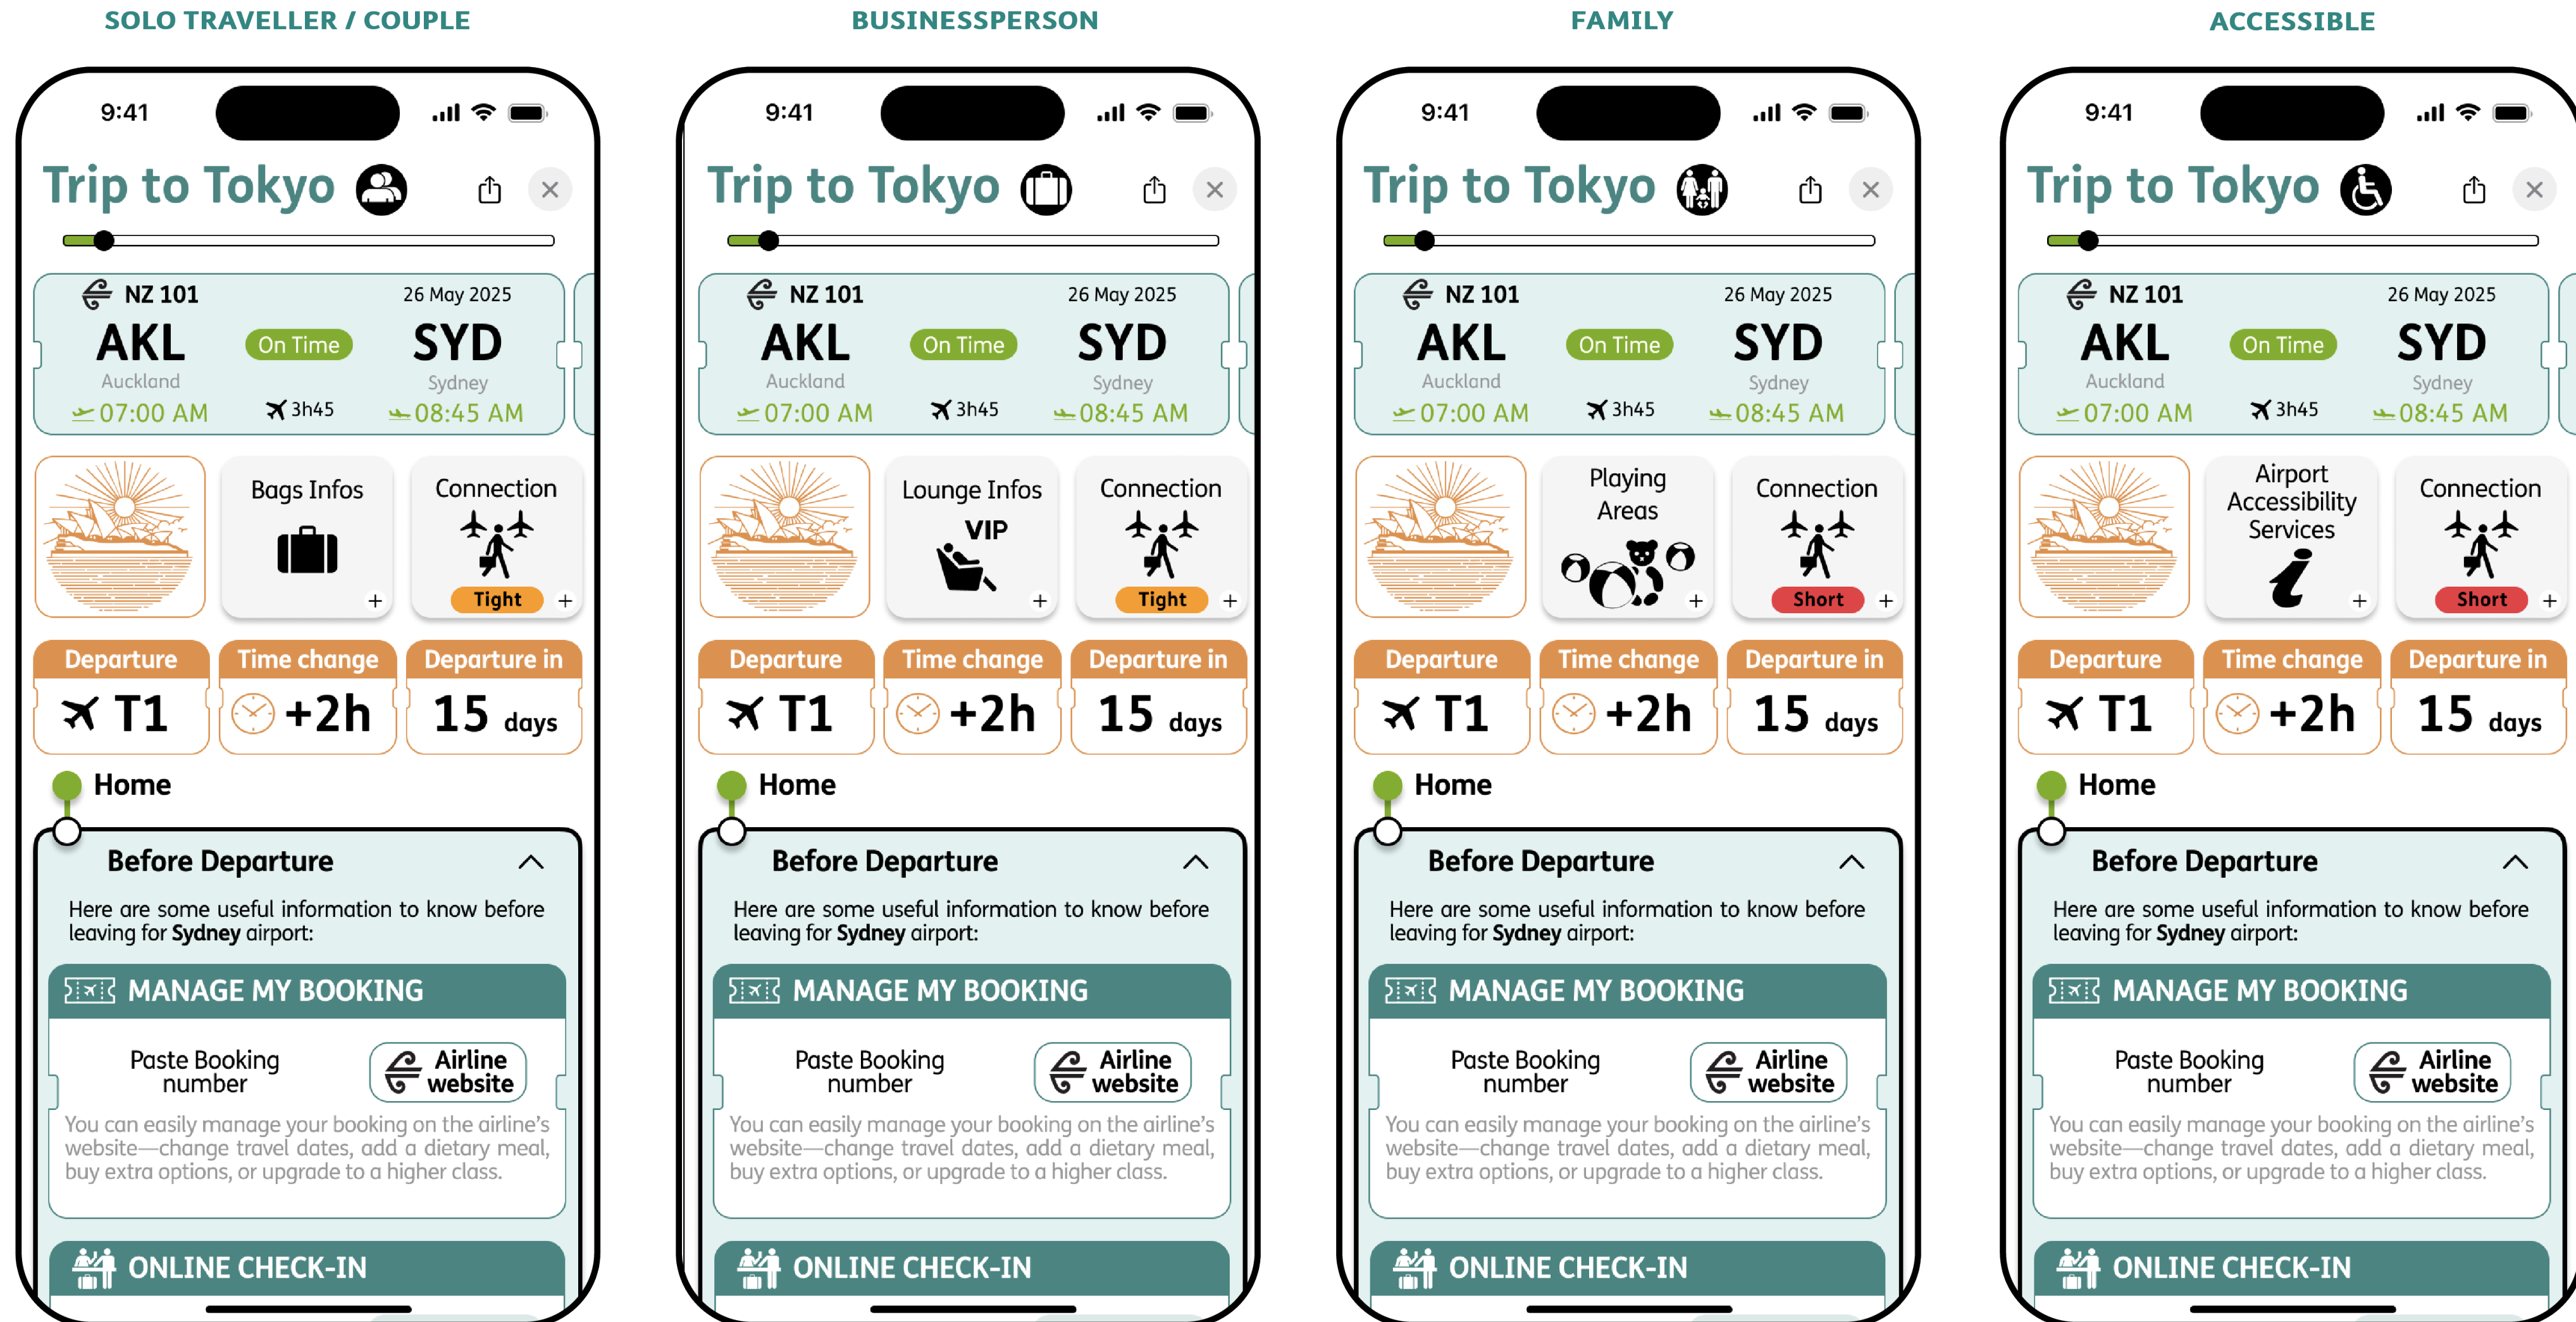 SOLO TRAVELLER / COUPLE
9:41
Trip to Tokyo
NZ 101
26 May 2025
AKL
On Time
SYD
Auckland
Sydney
07:00 AM
3h45
08:45 AM
Bags Infos
+
Connection
Tight
+
Departure
T1
Time change
+2h
Departure in
15 days
Home
Before Departure
Here are some useful information to know before
leaving for Sydney airport:
MANAGE MY BOOKING
Paste Booking
number
Airline
website
You can easily manage your booking on the airline's
website—change travel dates, add a dietary meal,
buy extra options, or upgrade to a higher class.
ONLINE CHECK-IN
BUSINESSPERSON
9:41
Trip to Tokyo
NZ 101
26 May 2025
AKL
On Time
SYD
Auckland
Sydney
07:00 AM
3h45
08:45 AM
Lounge Infos
VIP
+
Connection
Tight
+
Departure
T1
Time change
+2h
Departure in
15 days
Home
Before Departure
Here are some useful information to know before
leaving for Sydney airport:
MANAGE MY BOOKING
Paste Booking
number
Airline
website
You can easily manage your booking on the airline's
website—change travel dates, add a dietary meal,
buy extra options, or upgrade to a higher class.
ONLINE CHECK-IN
FAMILY
9:41
Trip to Tokyo
NZ 101
26 May 2025
AKL
On Time
SYD
Auckland
Sydney
07:00 AM
3h45
08:45 AM
Playing
Areas
+
Connection
Short
+
Departure
T1
Time change
+2h
Departure in
15 days
Home
Before Departure
Here are some useful information to know before
leaving for Sydney airport:
MANAGE MY BOOKING
Paste Booking
number
Airline
website
You can easily manage your booking on the airline's
website—change travel dates, add a dietary meal,
buy extra options, or upgrade to a higher class.
ONLINE CHECK-IN
ACCESSIBLE
9:41
Trip to Tokyo
NZ 101
26 May 2025
AKL
On Time
SYD
Auckland
Sydney
07:00 AM
3h45
08:45 AM
Airport
Accessibility
Services
+
Connection
Short
+
Departure
T1
Time change
+2h
Departure in
15 days
Home
Before Departure
Here are some useful information to know before
leaving for Sydney airport:
MANAGE MY BOOKING
Paste Booking
number
Airline
website
You can easily manage your booking on the airline's
website—change travel dates, add a dietary meal,
buy extra options, or upgrade to a higher class.
ONLINE CHECK-IN